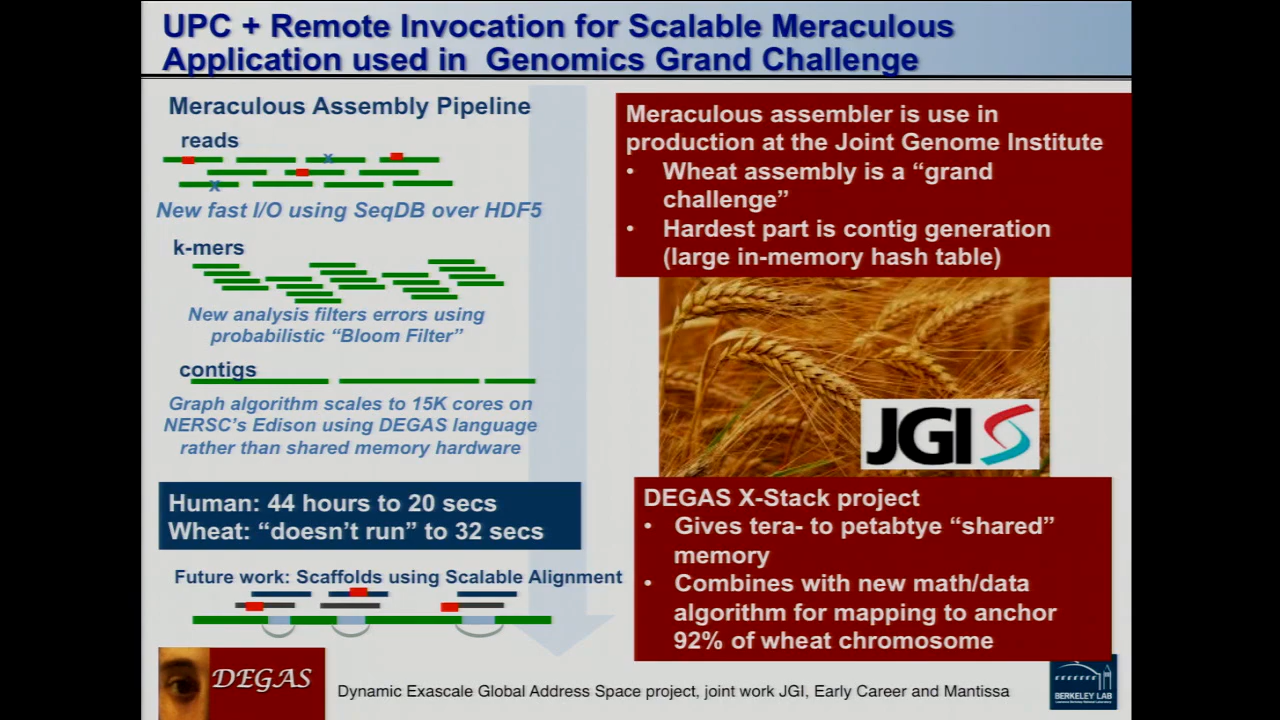 UPC + Remote Invocation for Scalable Meraculous
Application used in Genomics Grand Challenge
Meraculous Assembly Pipeline
reads
New fast I/O using SeqDB over HDF5
k-mers
New analysis filters errors using
probabilistic “Bloom Filter”
contigs
Graph algorithm scales to 15K cores on
NERSC’s Edison using DEGAS language
rather than shared memory hardware
Human: 44 hours to 20 secs
Wheat: “doesn’t run” to 32 secs
Future work: Scaffolds using Scalable Alignment
Meraculous assembler is use in
production at the Joint Genome Institute
• Wheat assembly is a “grand
challenge”
• Hardest part is contig generation
(large in-memory hash table)
JGI
DEGAS X-Stack project
• Gives tera- to petabtye “shared”
memory
• Combines with new math/data
algorithm for mapping to anchor
92% of wheat chromosome
DEGAS
Dynamic Exascale Global Address Space project, joint work JGI, Early Career and Mantissa
BERKELEY LAB